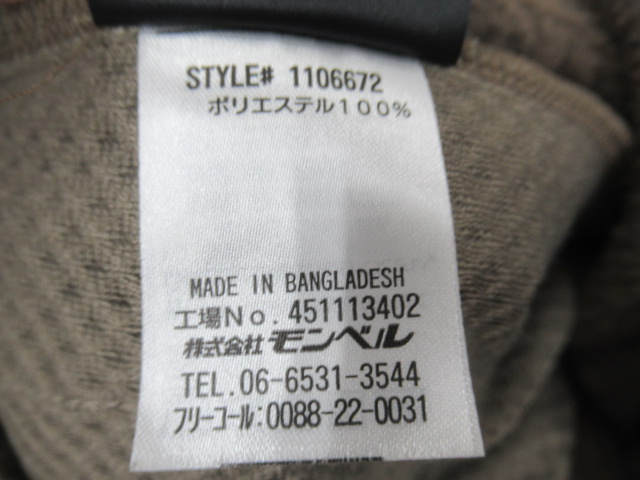 STYLE# 1106672
ポリエステル100%
MADE IN BANGLADESH
工場No. 451113402
株式会社 モンベル
TEL. 06-6531-3544
フリーコール:0088-22-0031